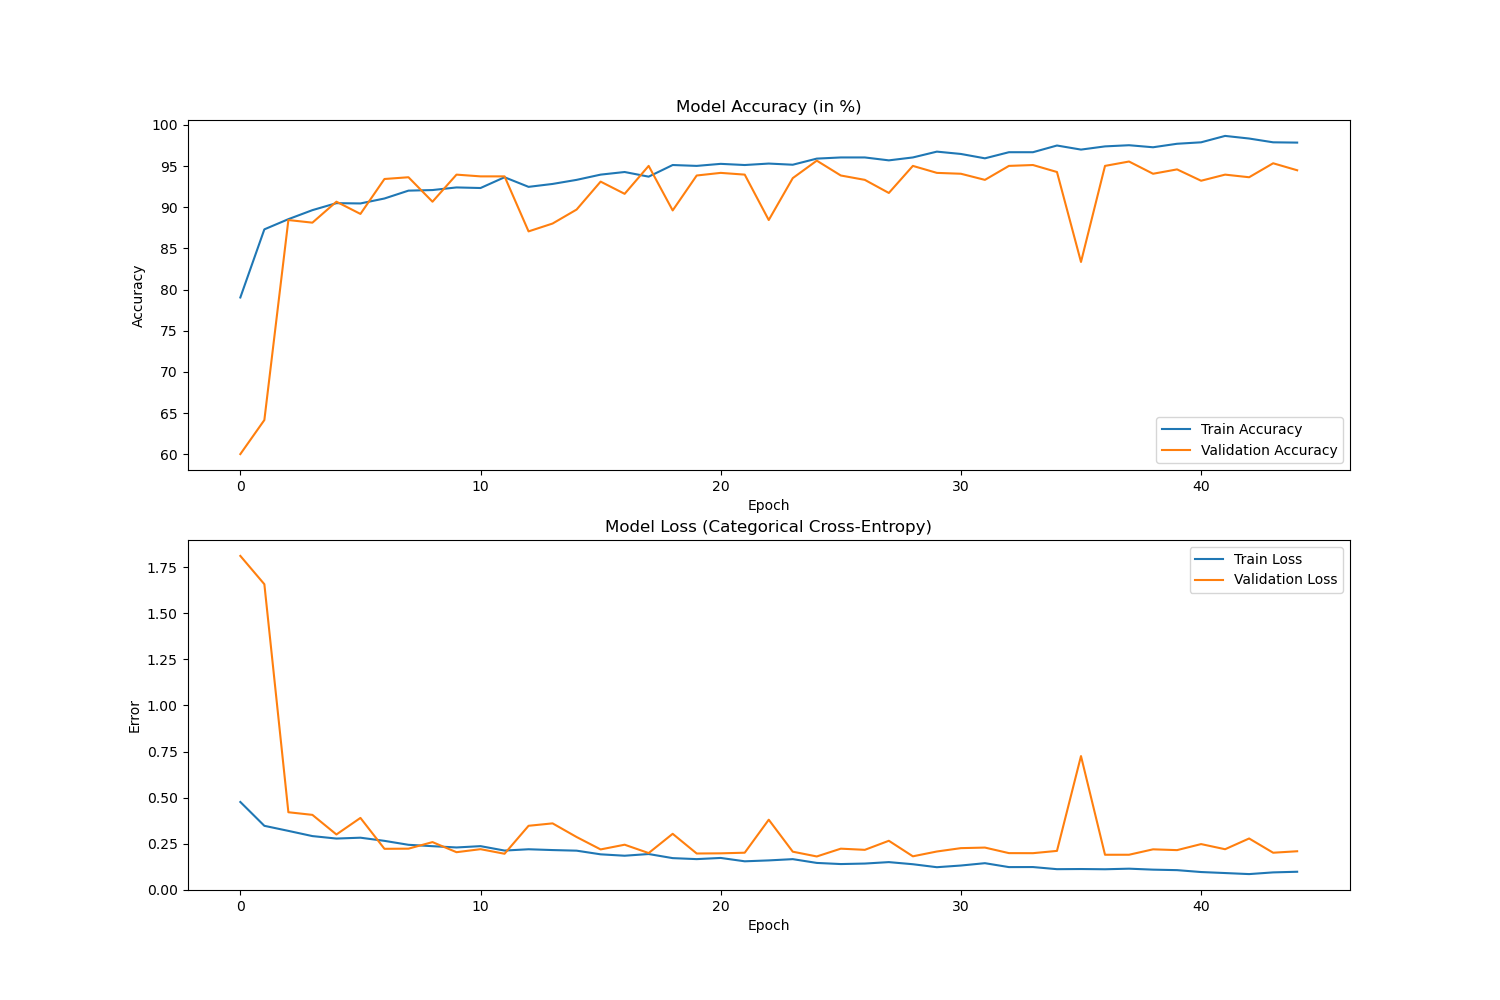 Model Accuracy (in %)
100
95
90
85
80
75
70
65
60
Accuracy
Train Accuracy
Validation Accuracy
0 10 20 30 40
Epoch
Model Loss (Categorical Cross-Entropy)
1.75
1.50
1.25
1.00
0.75
0.50
0.25
0.00
Error
Train Loss
Validation Loss
0 10 20 30 40
Epoch